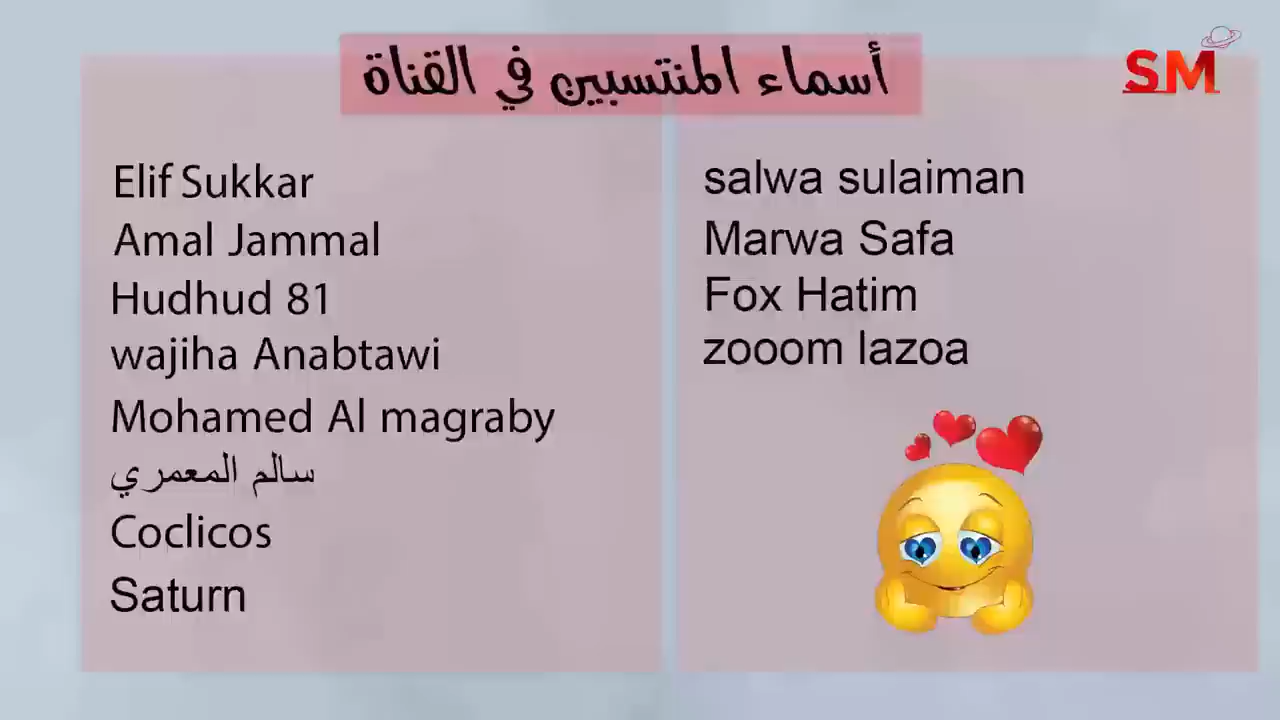 أسماء المنتسبين في القناة
SM
Elif Sukkar
Amal Jammal
Hudhud 81
wajiha Anabtawi
Mohamed Al magraby
سالم المعمري
Coclicos
Saturn
salwa sulaiman
Marwa Safa
Fox Hatim
zooom lazoa